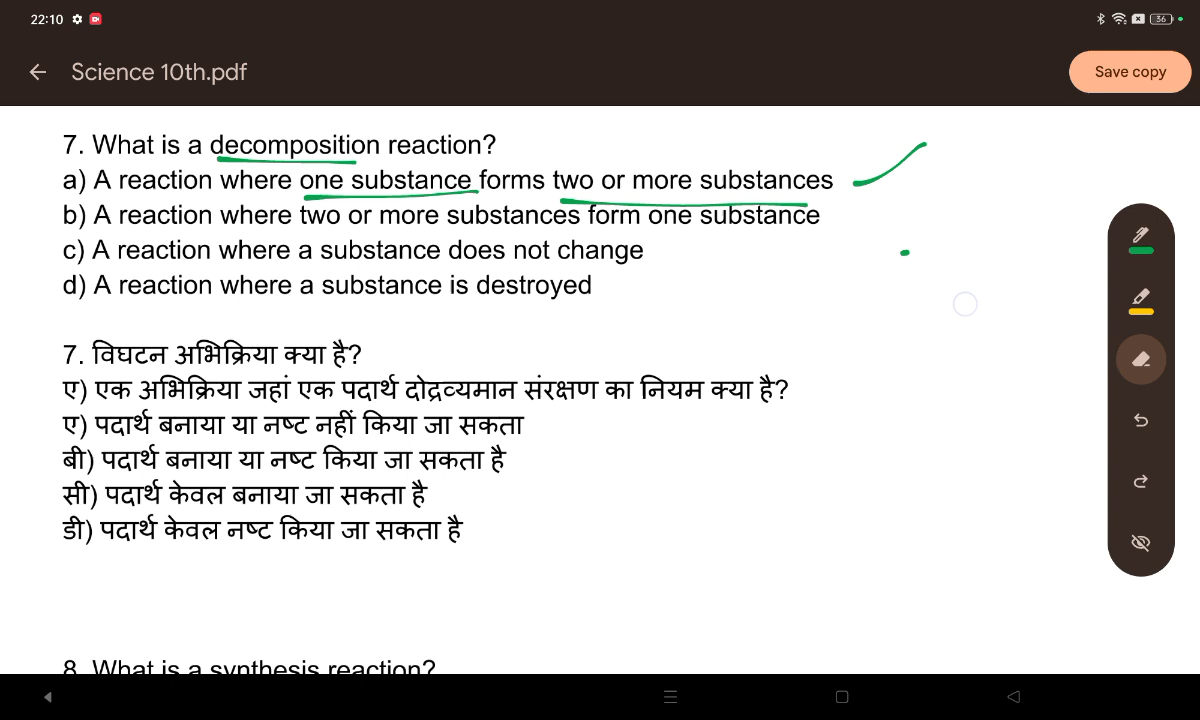 22:10
36
Science 10th.pdf
Save copy
7. What is a decomposition reaction?
a) A reaction where one substance forms two or more substances
b) A reaction where two or more substances form one substance
c) A reaction where a substance does not change
d) A reaction where a substance is destroyed
7. विघटन अभिक्रिया क्या है?
ए) एक अभिक्रिया जहां एक पदार्थ दोद्रव्यमान संरक्षण का नियम क्या है?
ए) पदार्थ बनाया या नष्ट नहीं किया जा सकता
बी) पदार्थ बनाया या नष्ट किया जा सकता है
सी) पदार्थ केवल बनाया जा सकता है
डी) पदार्थ केवल नष्ट किया जा सकता है
8. What is a synthesis reaction?